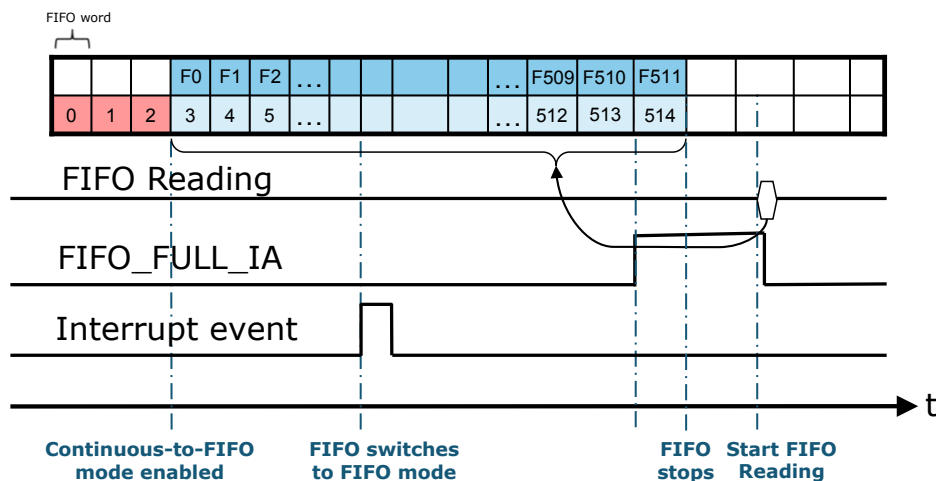 FIFO word
F0 F1 F2 ... ... F509 F510 F511
0 1 2 3 4 5 ... ... 512 513 514
FIFO Reading
FIFO_FULL_IA
Interrupt event
t
Continuous-to-FIFO
mode enabled
FIFO switches
to FIFO mode
FIFO
stops
Start FIFO
Reading